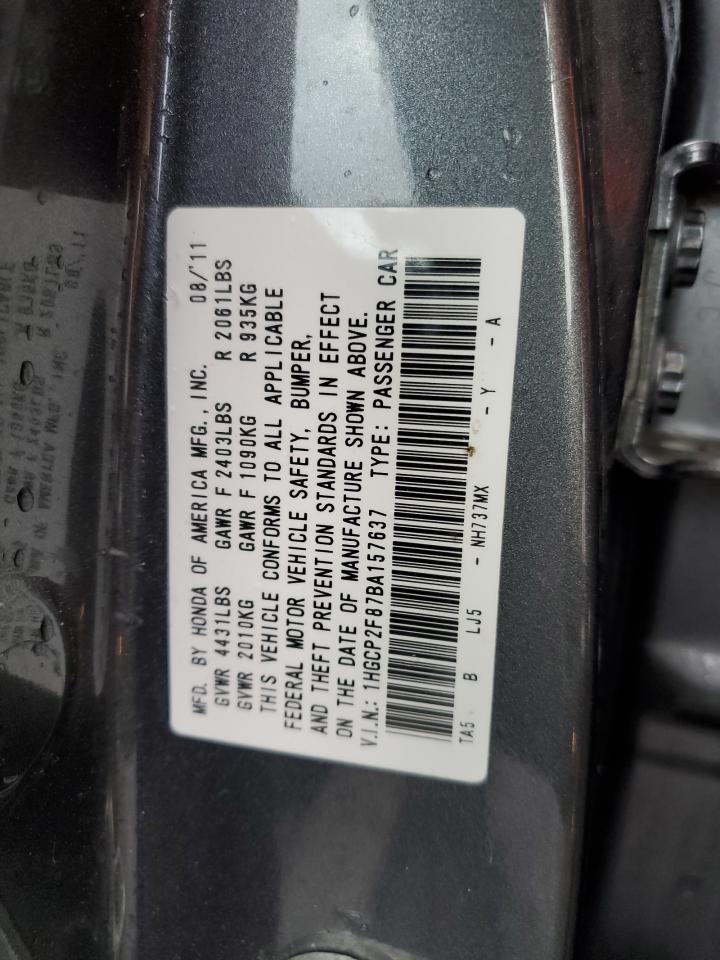 MFD. BY HONDA OF AMERICA MFG., INC. 08/'11
GVWR 4431LBS GAWR F 2403LBS R 2061LBS
GVWR 2010KG GAWR F 1090KG R 935KG
THIS VEHICLE CONFORMS TO ALL APPLICABLE
FEDERAL MOTOR VEHICLE SAFETY, BUMPER,
AND THEFT PREVENTION STANDARDS IN EFFECT
ON THE DATE OF MANUFACTURE SHOWN ABOVE.
V.I.N.: 1HGCP2F87BA157637 TYPE: PASSENGER CAR
TA5 B LJ5 - NH737MX - Y - A